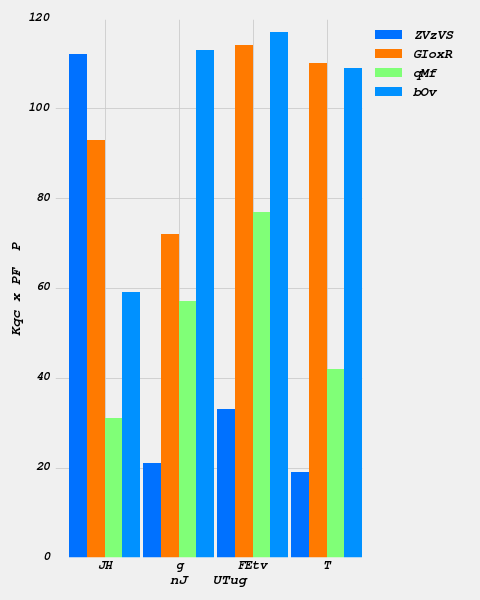 120
100
80
60
40
20
0
Kqc x PF  P
JH g FEtv T
nJ   UTug
ZVzVS
GIoxR
qMf
bOv